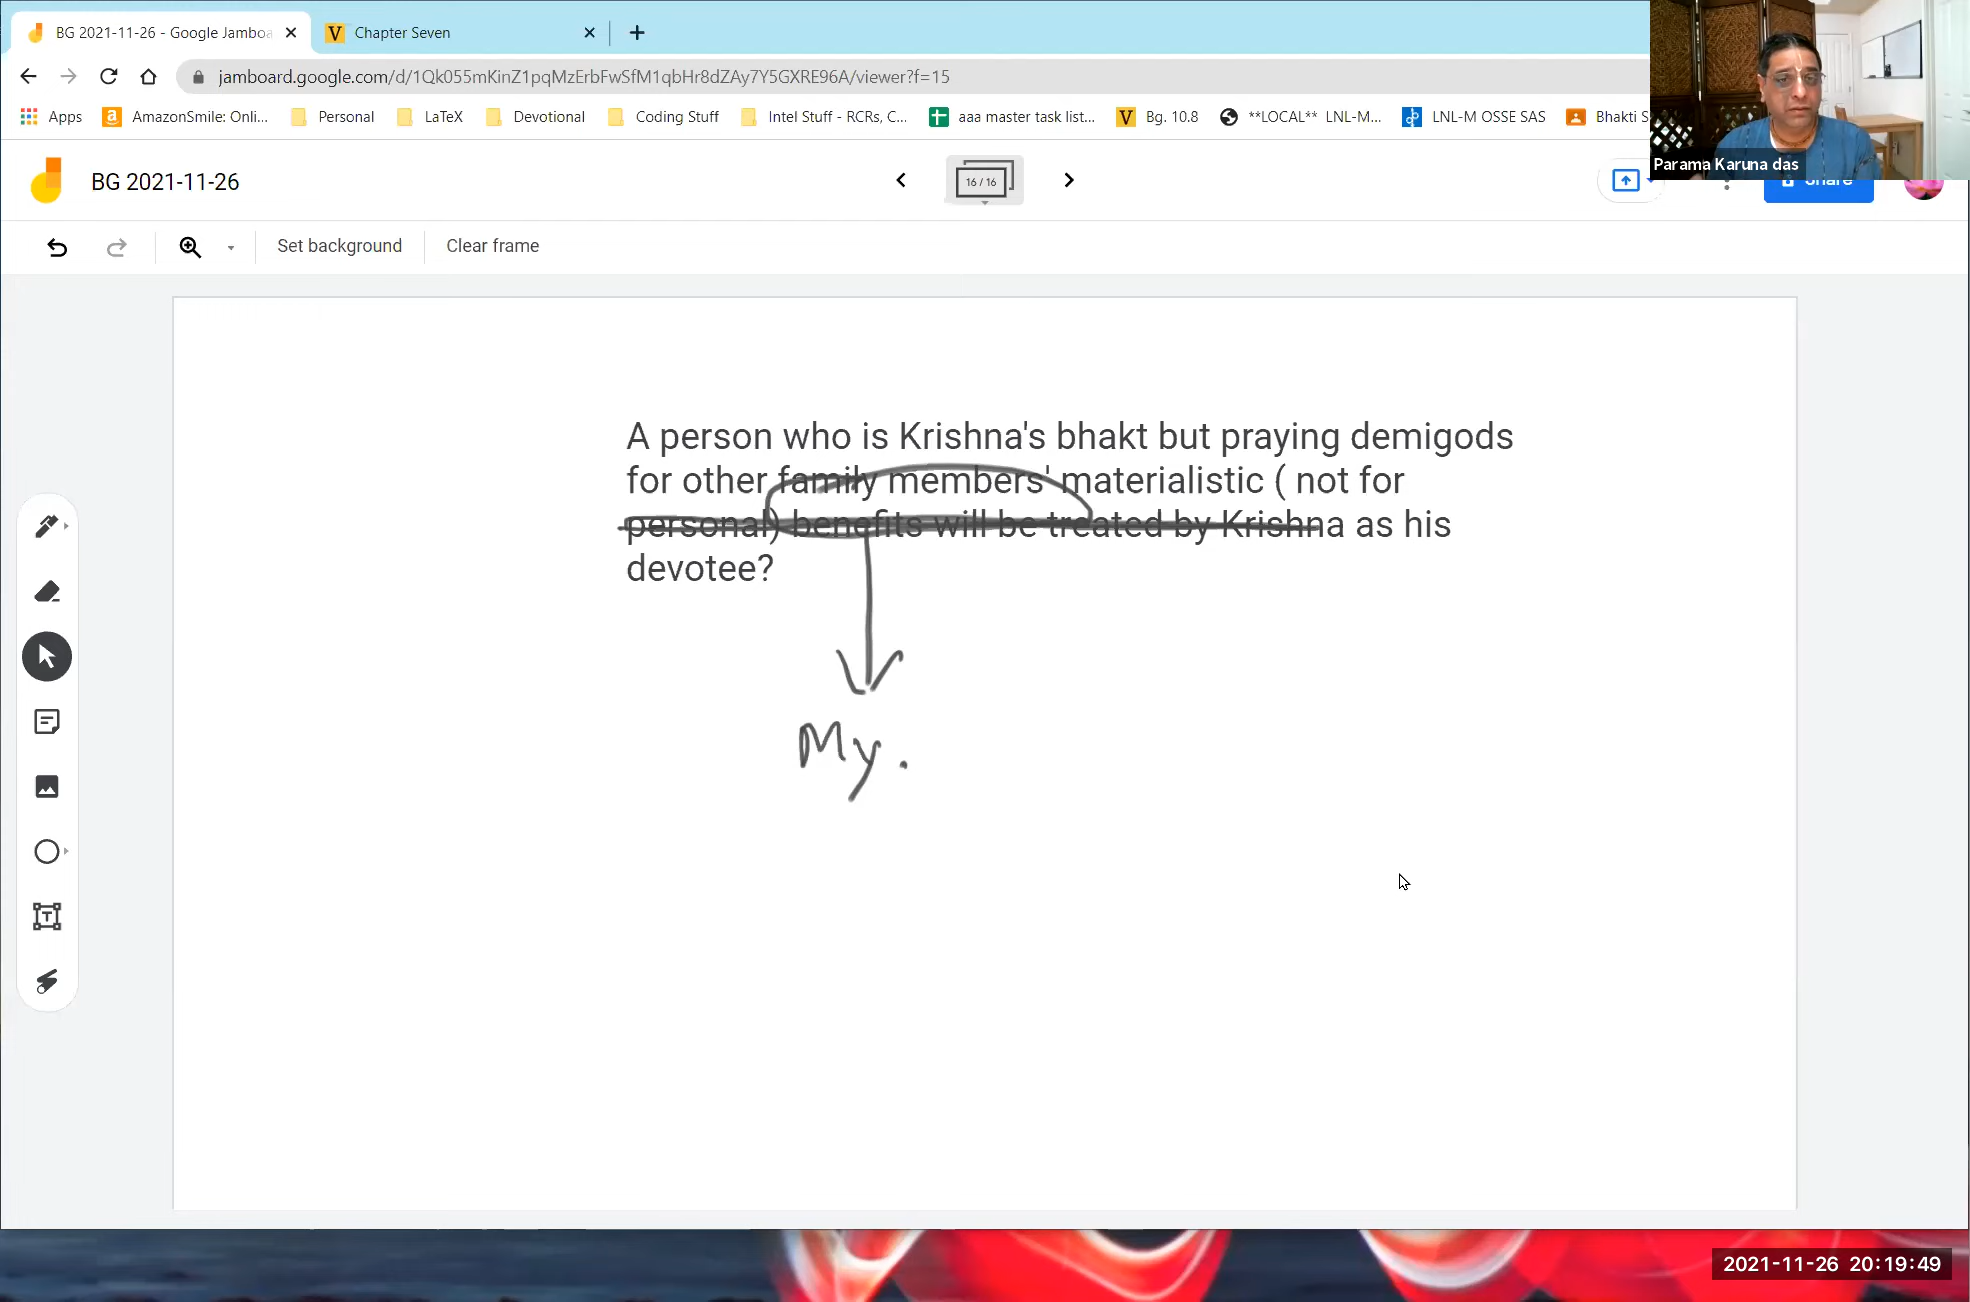 BG 2021-11-26 - Google Jamboa
Chapter Seven
jamboard.google.com/d/1Qk055mKinZ1pqMzErbFwSfM1qbHr8dZAy7Y5GXRE96A/viewer?f=15
Apps AmazonSmile: Onli... Personal LaTeX Devotional Coding Stuff Intel Stuff - RCRs, C... aaa master task list... Bg. 10.8 **LOCAL** LNL-M... LNL-M OSSE SAS Bhakti S
Parama Karuna das
BG 2021-11-26
16 / 16
Share
Set background Clear frame
A person who is Krishna's bhakt but praying demigods
for other family members' materialistic ( not for
personal) benefits will be treated by Krishna as his
devotee?
My.
2021-11-26 20:19:49